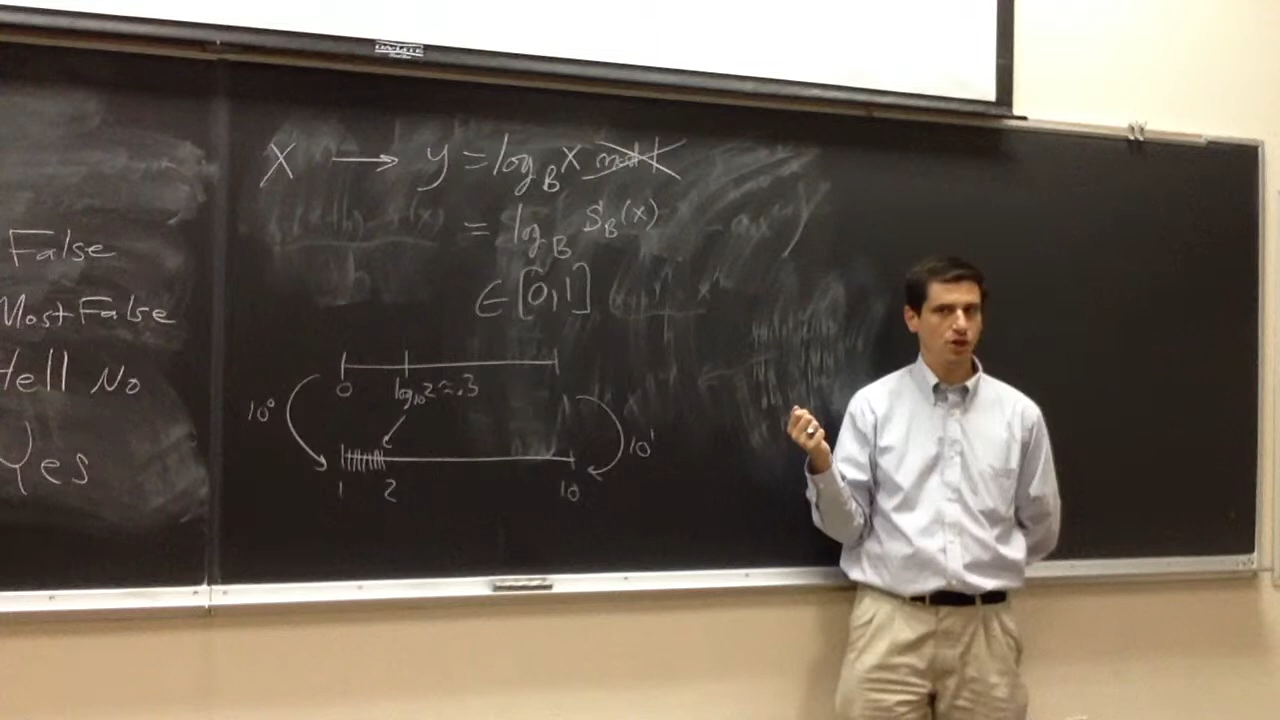 False
Most False
Hell No
Yes
X → y = log_B X mod 1
= log_B S_B(x)
∈ [0,1]
0 log₁₀2 ≈ .3
10⁰ 10¹
1 2 10